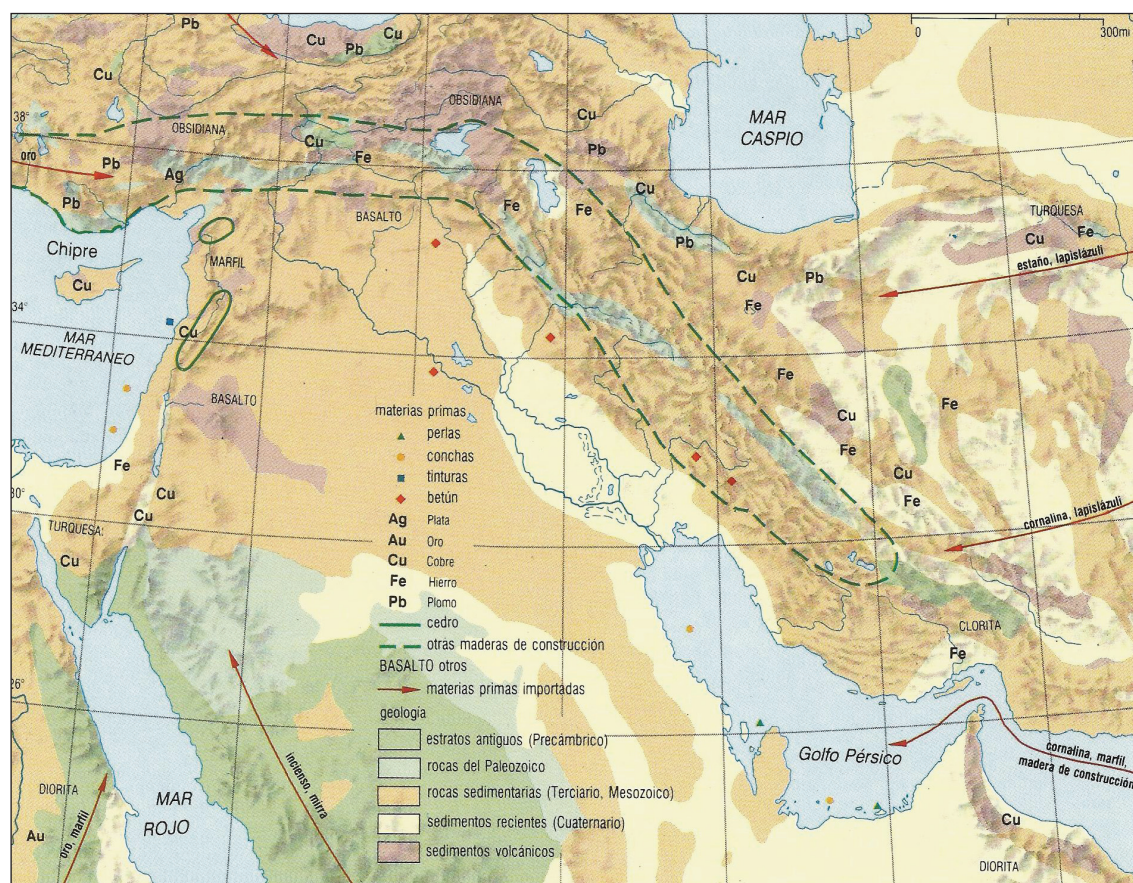 Cu
Pb
Cu
Pb
Cu
Cu
0 300mi
OBSIDIANA
OBSIDIANA
38°
Cu
Cu
Fe
Pb
MAR
CASPIO
oro
Pb
Ag
Pb
Fe
Fe
Cu
Pb
BASALTO
TURQUESA
Cu
Fe
estaño, lapislázuli
Chipre
Cu
MARFIL
Cu
Fe
Pb
34°
MAR
MEDITERRANEO
Cu
BASALTO
Fe
Cu
Fe
Fe
Cu
Fe
Fe
Cu
Cu
30°
TURQUESA
Cu
cornalina, lapislázuli
materias primas
perlas
conchas
tinturas
betún
Ag Plata
Au Oro
Cu Cobre
Fe Hierro
Pb Plomo
cedro
otras maderas de construcción
BASALTO otros
materias primas importadas
geología
estratos antiguos (Precámbrico)
rocas del Paleozoico
rocas sedimentarias (Terciario, Mesozoico)
sedimentos recientes (Cuaternario)
sedimentos volcánicos
CLORITA
Fe
26°
Golfo Pérsico
cornalina, marfil,
madera de construcción
incienso, mirra
DIORITA
MAR
ROJO
oro, marfil
Au
Cu
DIORITA